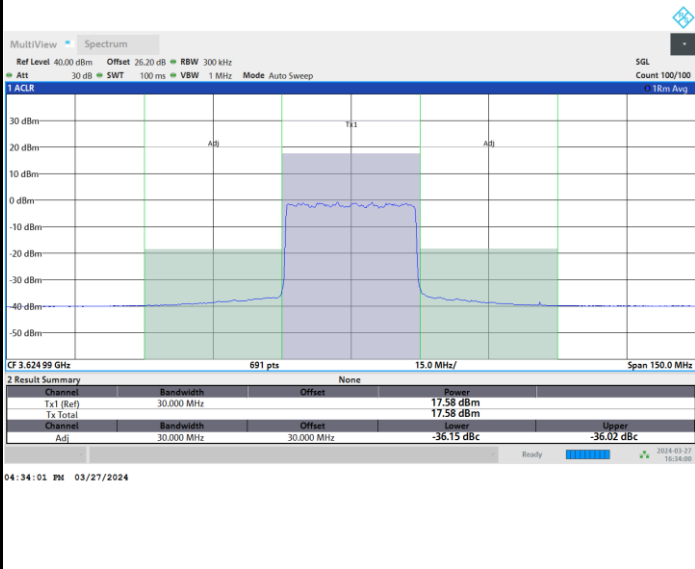 MultiView Spectrum
Ref Level 40.00 dBm Offset 26.20 dB RBW 300 kHz SGL
Att 30 dB SWT 100 ms VBW 1 MHz Mode Auto Sweep Count 100/100
1 ACLR 1Rm Avg
30 dBm
Tx1
20 dBm Adj Adj
10 dBm
0 dBm
-10 dBm
-20 dBm
-30 dBm
-40 dBm
-50 dBm
CF 3.624 99 GHz 691 pts 15.0 MHz/ Span 150.0 MHz
2 Result Summary None
Channel Bandwidth Offset Power
Tx1 (Ref) 30.000 MHz 17.58 dBm
Tx Total 17.58 dBm
Channel Bandwidth Offset Lower Upper
Adj 30.000 MHz 30.000 MHz -36.15 dBc -36.02 dBc
Ready 2024-03-27
16:34:00
04:34:01 PM 03/27/2024